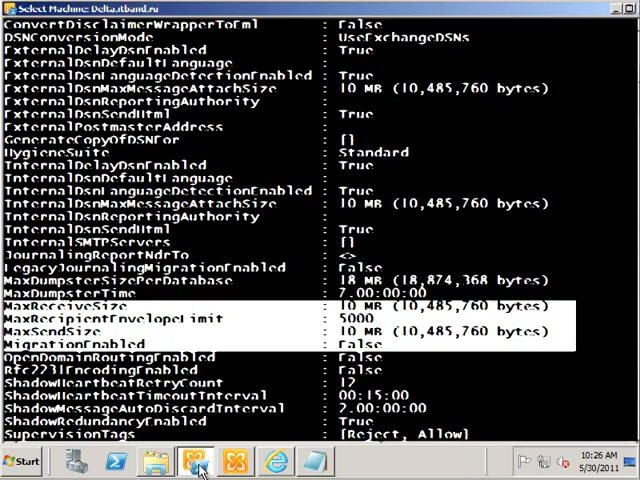 Select Machine: Delta.itband.ru
ConvertDisclaimerWrapperToEml : False
DSNConversionMode : UseExchangeDSNs
ExternalDelayDsnEnabled : True
ExternalDsnDefaultLanguage :
ExternalDsnLanguageDetectionEnabled : True
ExternalDsnMaxMessageAttachSize : 10 MB (10,485,760 bytes)
ExternalDsnReportingAuthority :
ExternalDsnSendHtml : True
ExternalPostmasterAddress :
GenerateCopyOfDSNFor : {}
HygieneSuite : Standard
InternalDelayDsnEnabled : True
InternalDsnDefaultLanguage :
InternalDsnLanguageDetectionEnabled : True
InternalDsnMaxMessageAttachSize : 10 MB (10,485,760 bytes)
InternalDsnReportingAuthority :
InternalDsnSendHtml : True
InternalSMTPServers : {}
JournalingReportNdrTo : <>
LegacyJournalingMigrationEnabled : False
MaxDumpsterSizePerDatabase : 18 MB (18,874,368 bytes)
MaxDumpsterTime : 7.00:00:00
MaxReceiveSize : 10 MB (10,485,760 bytes)
MaxRecipientEnvelopeLimit : 5000
MaxSendSize : 10 MB (10,485,760 bytes)
MigrationEnabled : False
OpenDomainRoutingEnabled : False
Rfc2231EncodingEnabled : False
ShadowHeartbeatRetryCount : 12
ShadowHeartbeatTimeoutInterval : 00:15:00
ShadowMessageAutoDiscardInterval : 2.00:00:00
ShadowRedundancyEnabled : True
SupervisionTags : {Reject, Allow}
Start
10:26 AM
5/30/2011